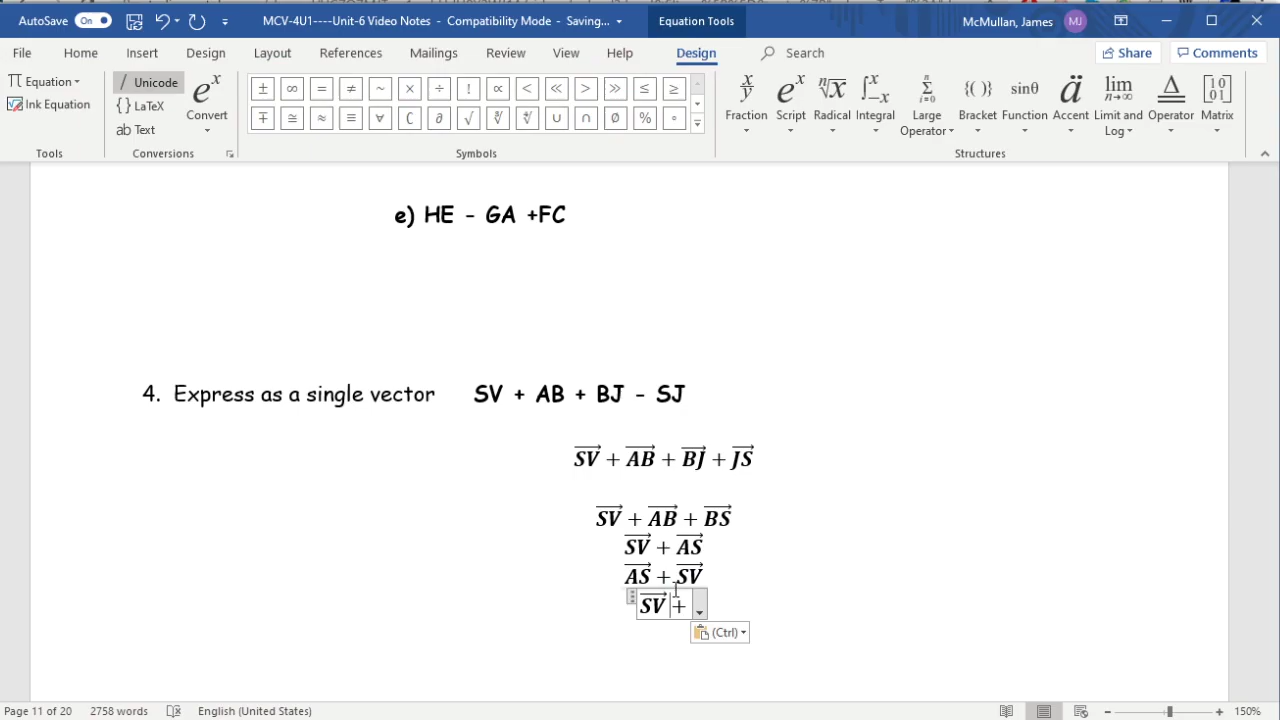 AutoSave On MCV-4U1----Unit-6 Video Notes - Compatibility Mode - Saving... Equation Tools McMullan, James MJ
File Home Insert Design Layout References Mailings Review View Help Design Search Share Comments
π Equation
Ink Equation
Unicode
{} LaTeX
ab Text
eˣ
Convert
± ∞ = ≠ ~ × ÷ ! ∝ < ≪ > ≫ ≤ ≥
∓ ≅ ≈ ≡ ∀ ∁ ∂ √ ∛ ∜ ∪ ∩ ∅ % °
Fraction Script Radical Integral Large Operator Bracket Function Accent Limit and Log Operator Matrix
Tools Conversions Symbols Structures
e) HE - GA +FC
4. Express as a single vector SV + AB + BJ - SJ
SV + AB + BJ + JS
SV + AB + BS
SV + AS
AS + SV
SV +
(Ctrl)
Page 11 of 20 2758 words English (United States) 150%